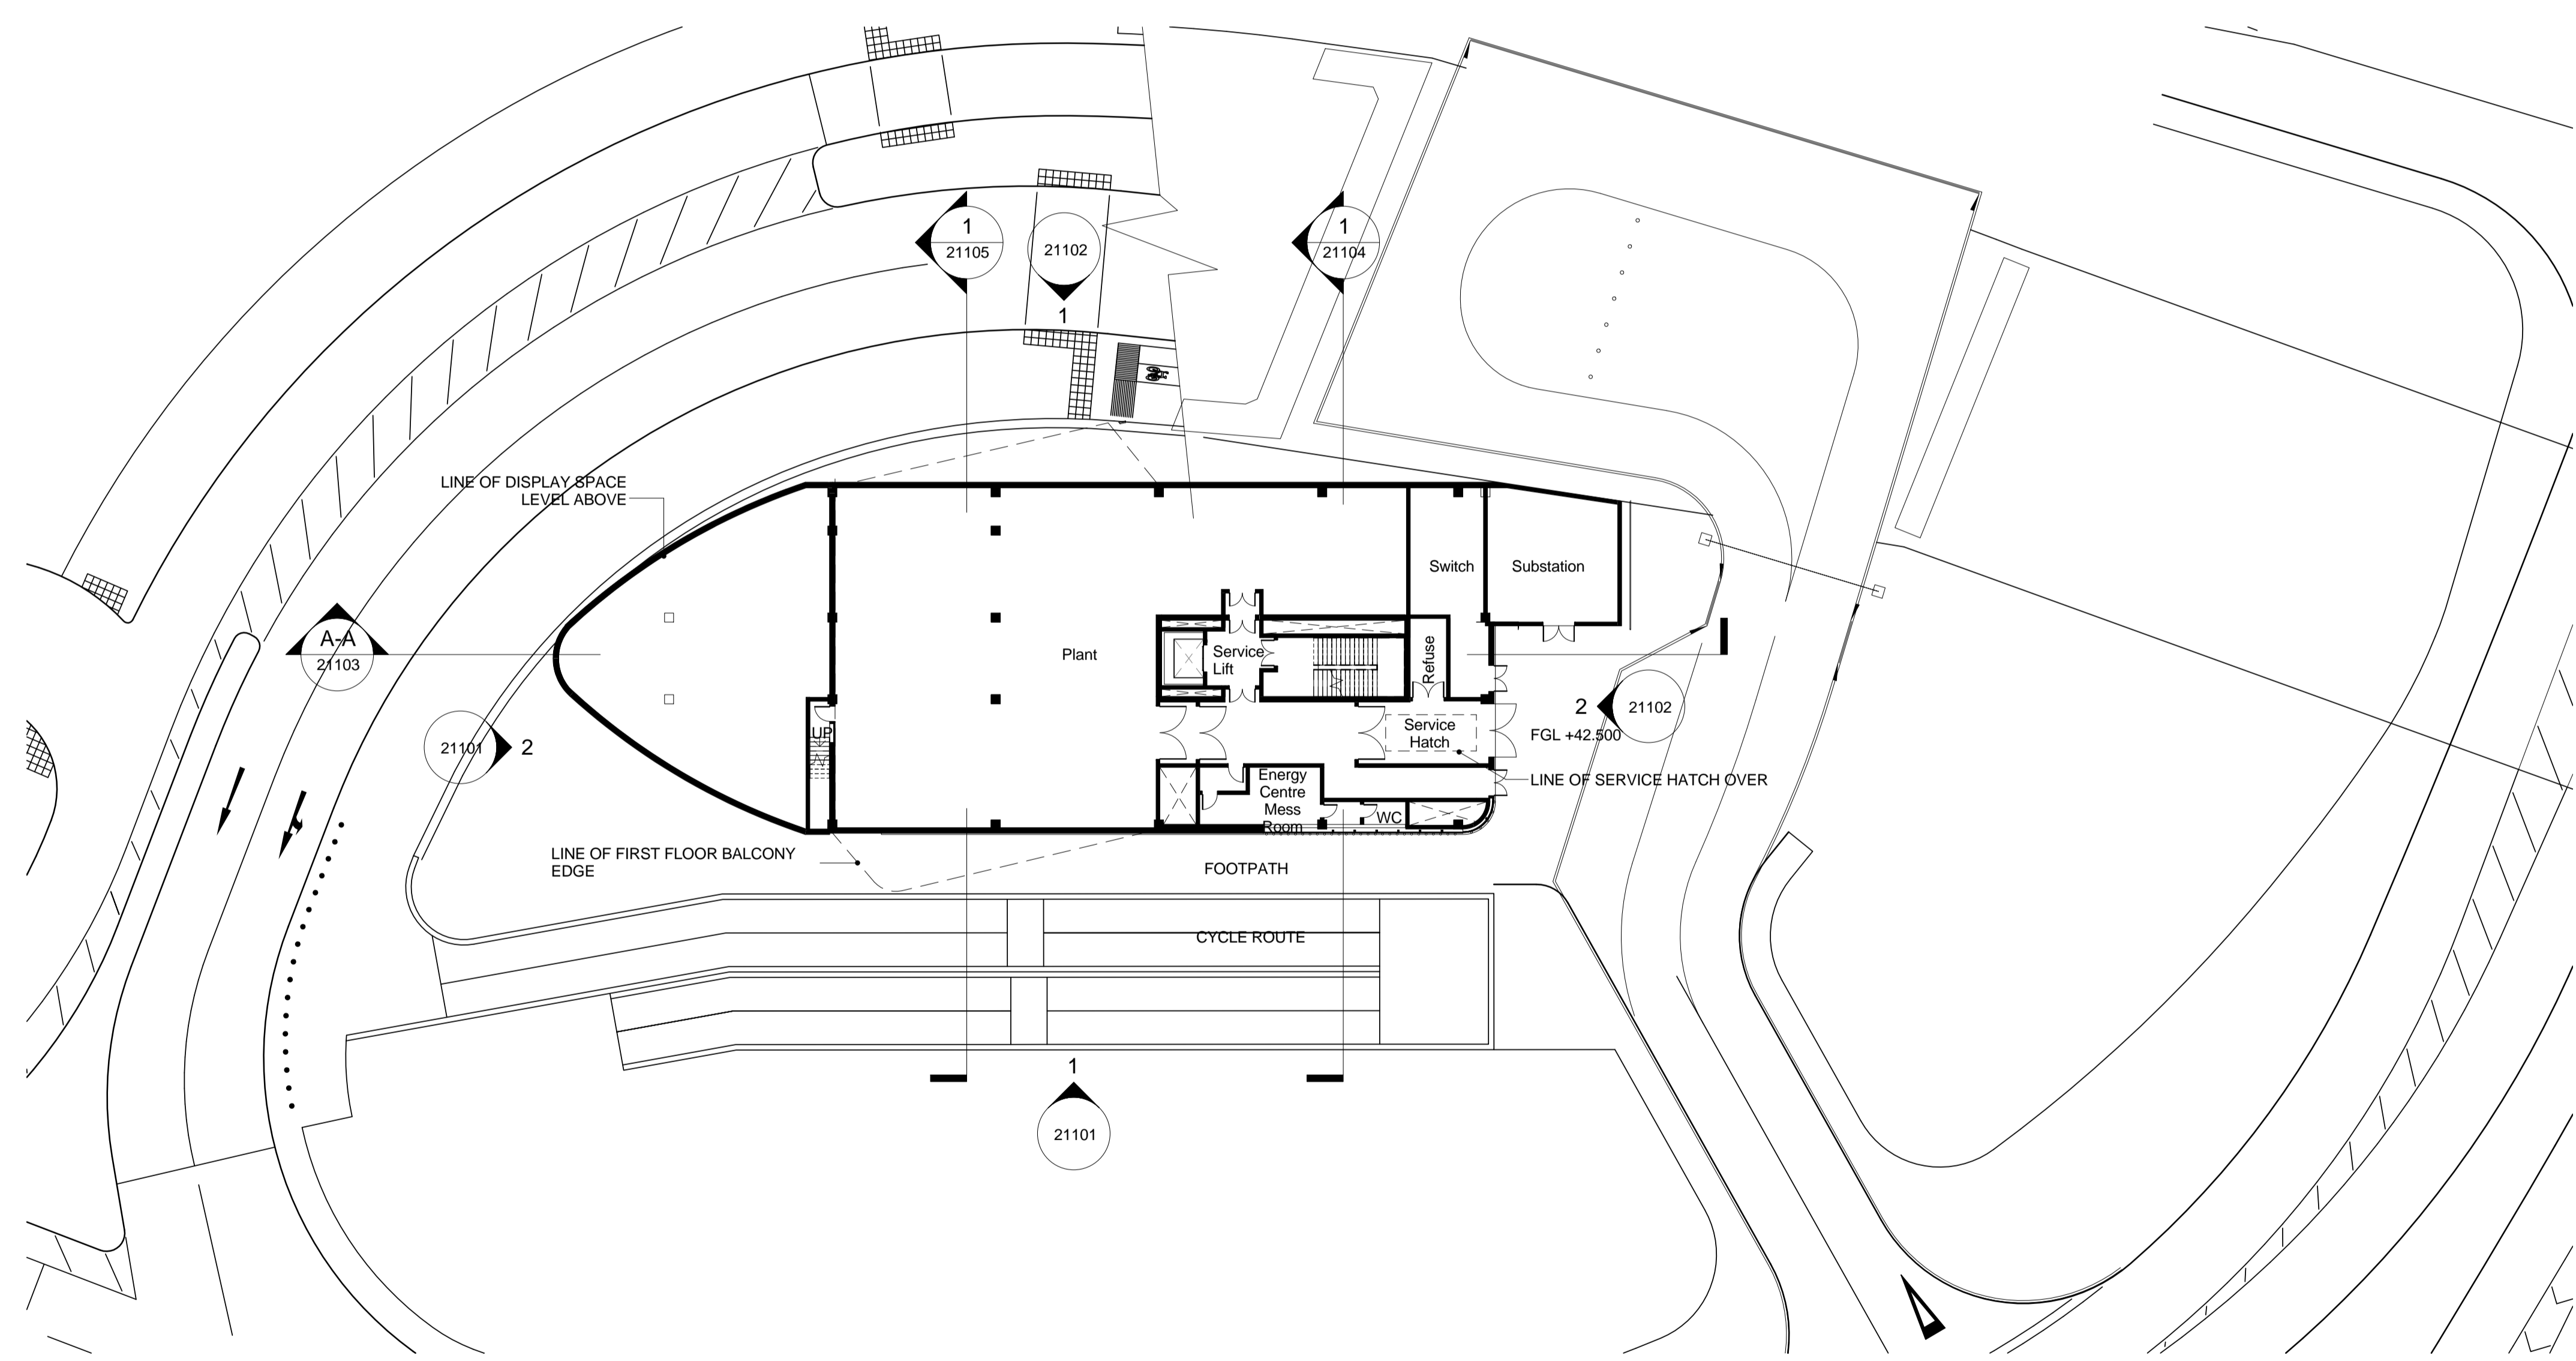 1
21105
21102
1
1
21104
LINE OF DISPLAY SPACE
LEVEL ABOVE
Switch
Substation
A-A
21103
Plant
Service
Lift
Refuse
2
21102
UP
Service
Hatch
FGL +42.500
21101
2
Energy
Centre
Mess
Room
LINE OF SERVICE HATCH OVER
WC
LINE OF FIRST FLOOR BALCONY
EDGE
FOOTPATH
CYCLE ROUTE
1
21101